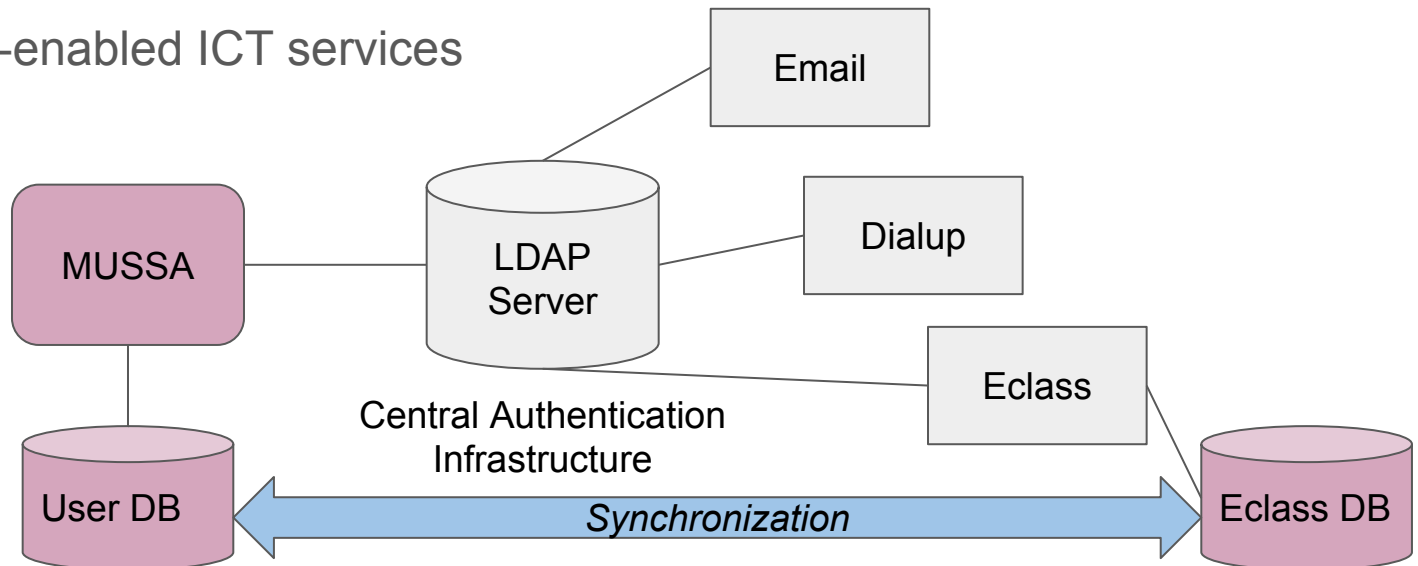 -enabled ICT services
Email
Dialup
MUSSA
LDAP
Server
Eclass
Central Authentication
Infrastructure
User DB
Synchronization
Eclass DB